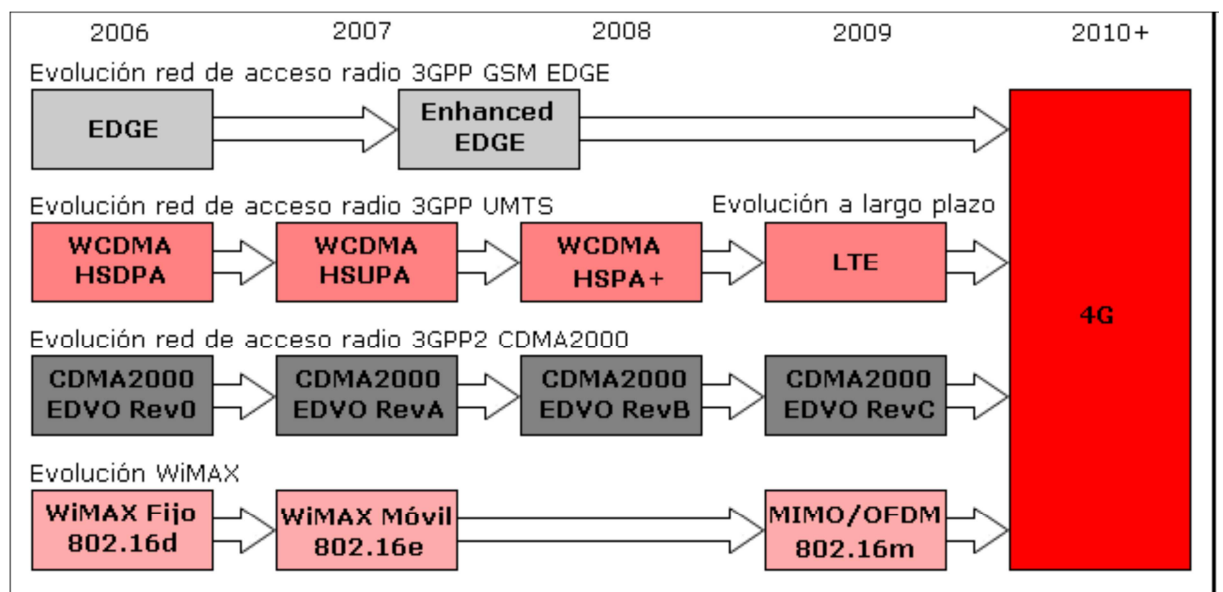 2006 2007 2008 2009 2010+
Evolución red de acceso radio 3GPP GSM EDGE
EDGE
Enhanced
EDGE
Evolución red de acceso radio 3GPP UMTS
Evolución a largo plazo
WCDMA
HSDPA
WCDMA
HSUPA
WCDMA
HSPA+
LTE
4G
Evolución red de acceso radio 3GPP2 CDMA2000
CDMA2000
EDVO Rev0
CDMA2000
EDVO RevA
CDMA2000
EDVO RevB
CDMA2000
EDVO RevC
Evolución WiMAX
WiMAX Fijo
802.16d
WiMAX Móvil
802.16e
MIMO/OFDM
802.16m